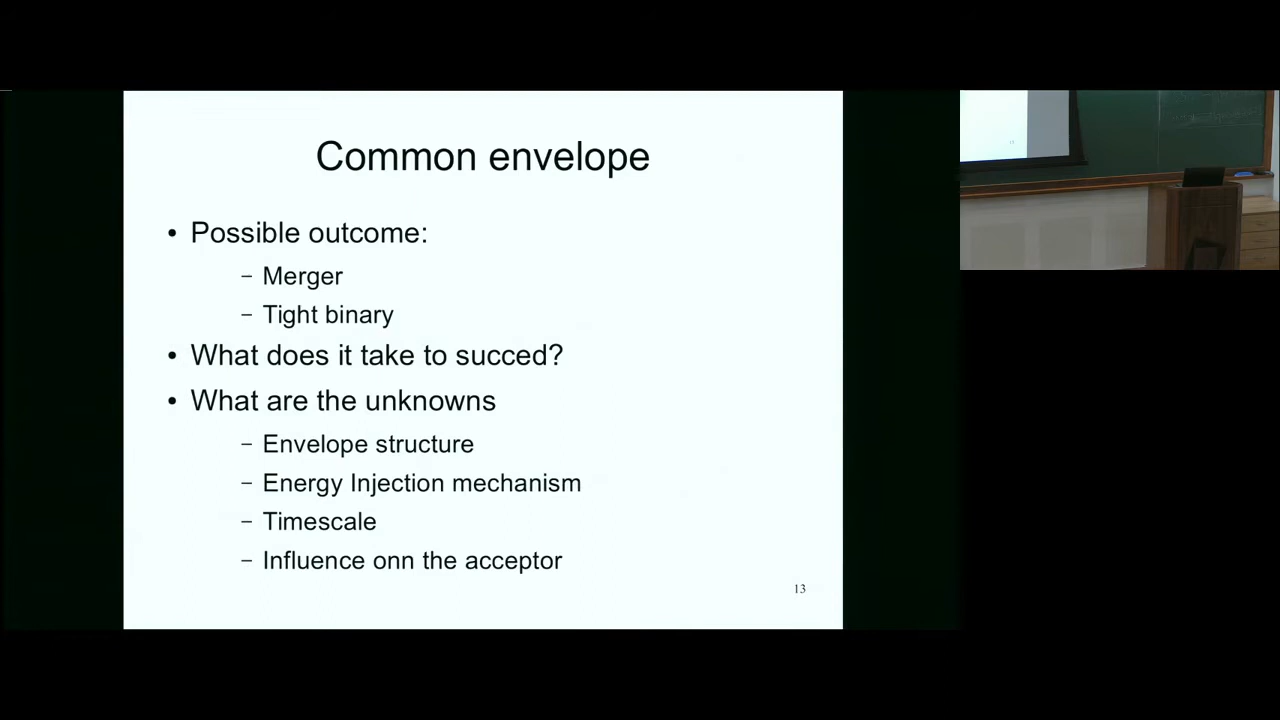 Common envelope
• Possible outcome:
– Merger
– Tight binary
• What does it take to succed?
• What are the unknowns
– Envelope structure
– Energy Injection mechanism
– Timescale
– Influence onn the acceptor
13